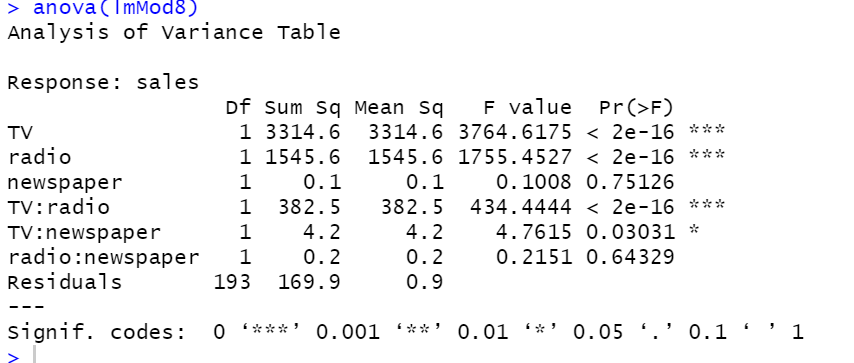 > anova(lmMod8)
Analysis of Variance Table

Response: sales
                Df Sum Sq Mean Sq   F value  Pr(>F)
TV               1 3314.6  3314.6 3764.6175 < 2e-16 ***
radio            1 1545.6  1545.6 1755.4527 < 2e-16 ***
newspaper        1    0.1     0.1    0.1008 0.75126
TV:radio         1  382.5   382.5  434.4444 < 2e-16 ***
TV:newspaper     1    4.2     4.2    4.7615 0.03031 *
radio:newspaper  1    0.2     0.2    0.2151 0.64329
Residuals      193  169.9     0.9
---
Signif. codes:  0 ‘***’ 0.001 ‘**’ 0.01 ‘*’ 0.05 ‘.’ 0.1 ‘ ’ 1
>